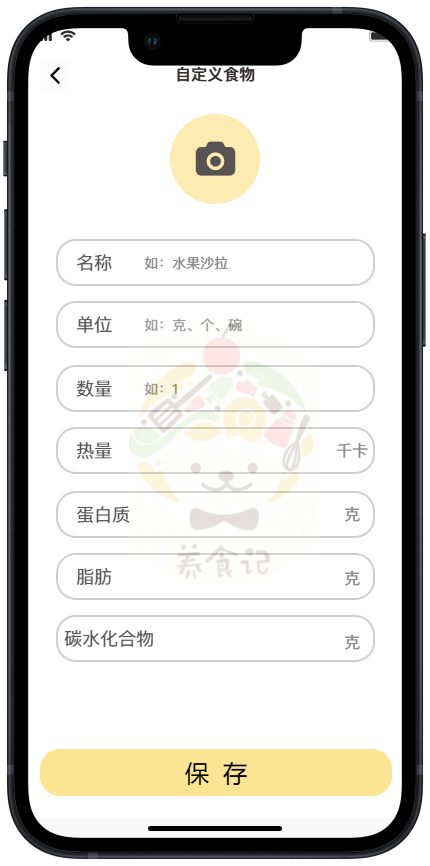 自定义食物
名称 如：水果沙拉
单位 如：克、个、碗
数量 如：1
热量 千卡
蛋白质 克
养食记
脂肪 克
碳水化合物 克
保 存